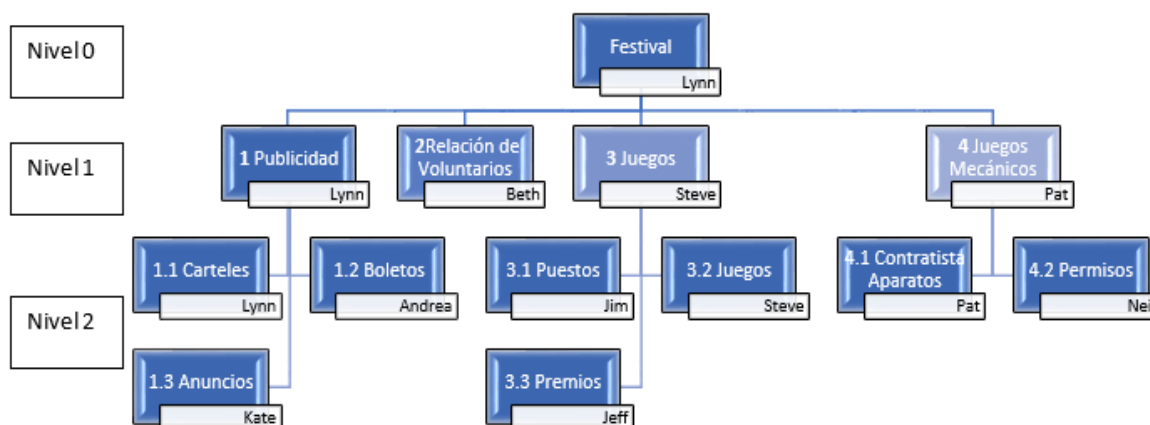 Nivel 0
Festival
Lynn
Nivel 1
1 Publicidad
Lynn
2Relación de
Voluntarios
Beth
3 Juegos
Steve
4 Juegos
Mecánicos
Pat
Nivel 2
1.1 Carteles
Lynn
1.2 Boletos
Andrea
3.1 Puestos
Jim
3.2 Juegos
Steve
4.1 Contratista
Aparatos
Pat
4.2 Permisos
Nei
1.3 Anuncios
Kate
3.3 Premios
Jeff